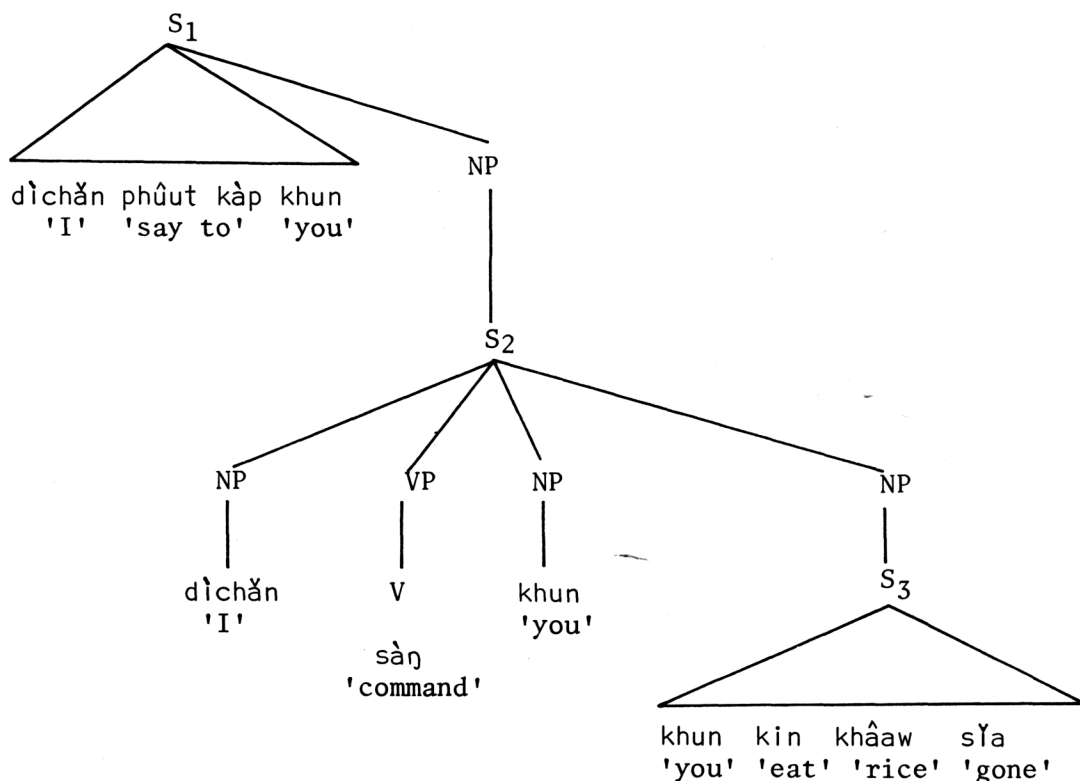 S1
NP
dìchǎn phûut kàp khun
'I' 'say to' 'you'
S2
NP VP NP NP
dìchǎn V khun S3
'I' 'you'
sàŋ
'command'
khun kin khâaw sǐa
'you' 'eat' 'rice' 'gone'